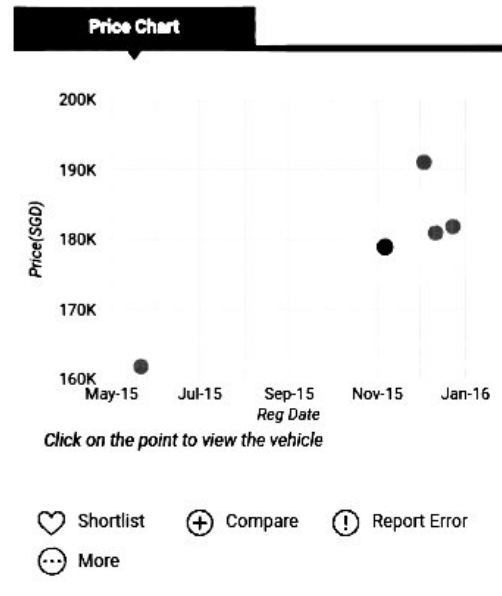 Price Chart
200K
190K
180K
170K
160K
Price(SGD)
May-15 Jul-15 Sep-15 Nov-15 Jan-16
Reg Date
Click on the point to view the vehicle
Shortlist Compare Report Error
More